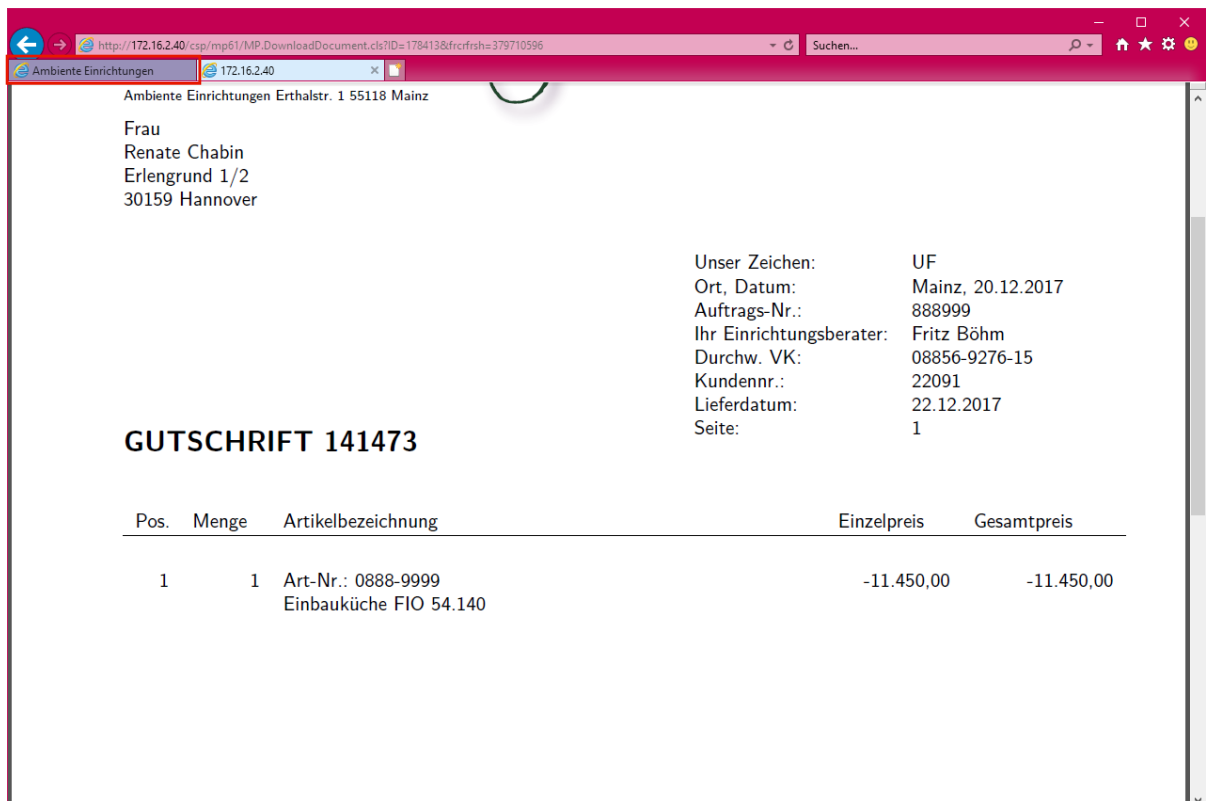 http://172.16.2.40/csp/mp61/MP.DownloadDocument.cls?ID=178413&frcrfrsh=379710596
Suchen...
Ambiente Einrichtungen
172.16.2.40
Ambiente Einrichtungen Erthalstr. 1 55118 Mainz
Frau
Renate Chabin
Erlengrund 1/2
30159 Hannover
Unser Zeichen: UF
Ort, Datum: Mainz, 20.12.2017
Auftrags-Nr.: 888999
Ihr Einrichtungsberater: Fritz Böhm
Durchw. VK: 08856-9276-15
Kundennr.: 22091
Lieferdatum: 22.12.2017
Seite: 1
GUTSCHRIFT 141473
Pos. Menge Artikelbezeichnung Einzelpreis Gesamtpreis
1 1 Art-Nr.: 0888-9999 -11.450,00 -11.450,00
Einbauküche FIO 54.140